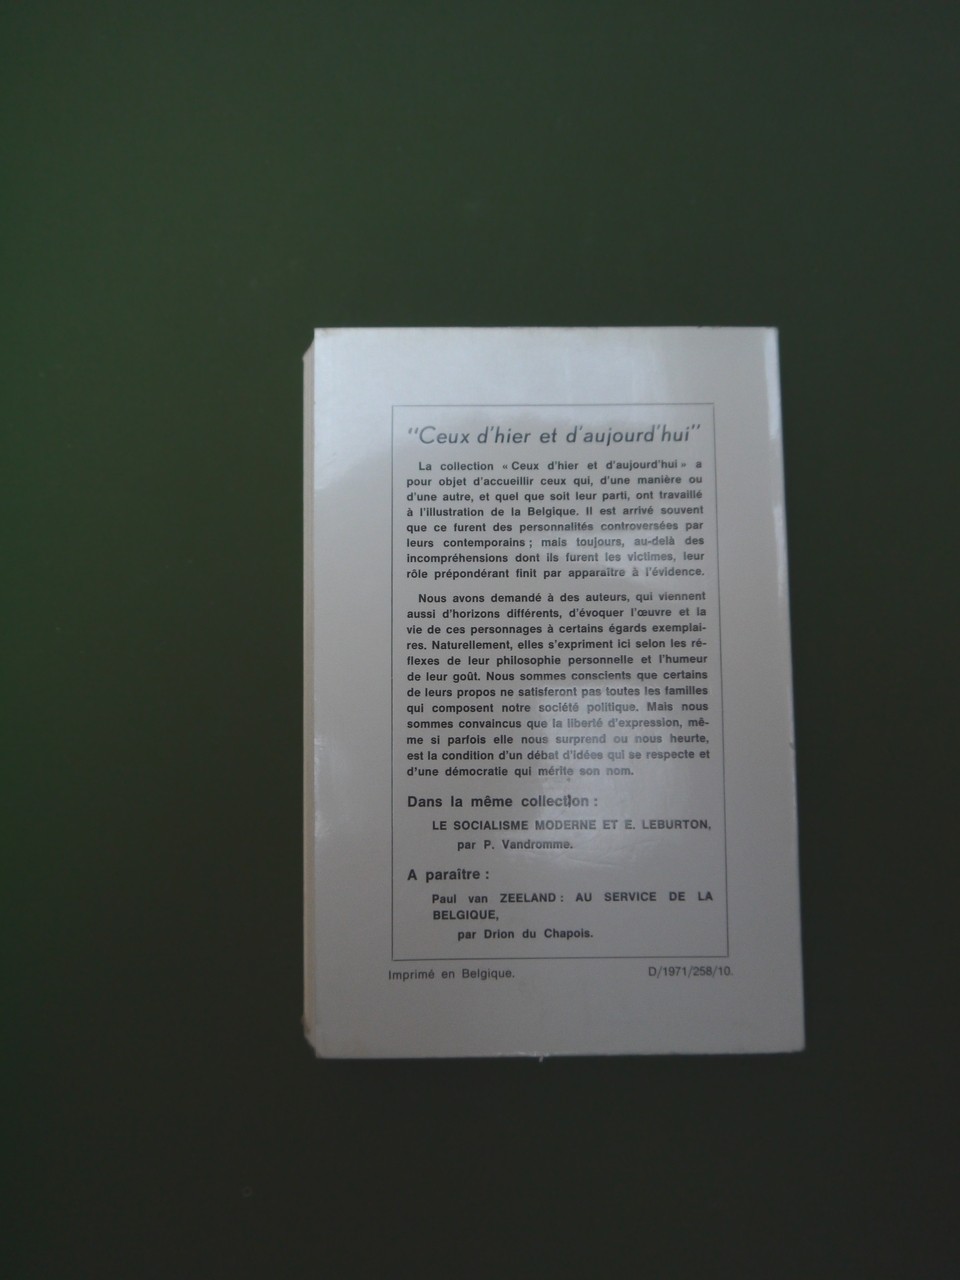 "Ceux d'hier et d'aujourd'hui"
La collection « Ceux d'hier et d'aujourd'hui » a
pour objet d'accueillir ceux qui, d'une manière ou
d'une autre, et quel que soit leur parti, ont travaillé
à l'illustration de la Belgique. Il est arrivé souvent
que ce furent des personnalités controversées par
leurs contemporains ; mais toujours, au-delà des
incompréhensions dont ils furent les victimes, leur
rôle prépondérant finit par apparaître à l'évidence.
Nous avons demandé à des auteurs, qui viennent
aussi d'horizons différents, d'évoquer l'œuvre et la
vie de ces personnages à certains égards exemplai-
res. Naturellement, elles s'expriment ici selon les ré-
flexes de leur philosophie personnelle et l'humeur
de leur goût. Nous sommes conscients que certains
de leurs propos ne satisferont pas toutes les familles
qui composent notre société politique. Mais nous
sommes convaincus que la liberté d'expression, mê-
me si parfois elle nous surprend ou nous heurte,
est la condition d'un débat d'idées qui se respecte et
d'une démocratie qui mérite son nom.
Dans la même collection :
LE SOCIALISME MODERNE ET E. LEBURTON,
par P. Vandromme.
A paraître :
Paul van ZEELAND : AU SERVICE DE LA
BELGIQUE,
par Drion du Chapois.
Imprimé en Belgique. D/1971/258/10.